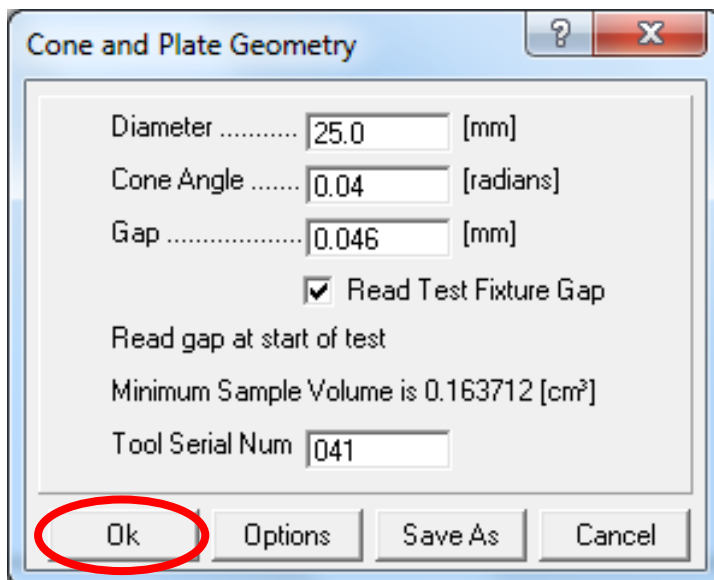 Cone and Plate Geometry
Diameter ........... 25.0 [mm]
Cone Angle ....... 0.04 [radians]
Gap ................... 0.046 [mm]
Read Test Fixture Gap
Read gap at start of test
Minimum Sample Volume is 0.163712 [cm³]
Tool Serial Num 041
Ok Options Save As Cancel